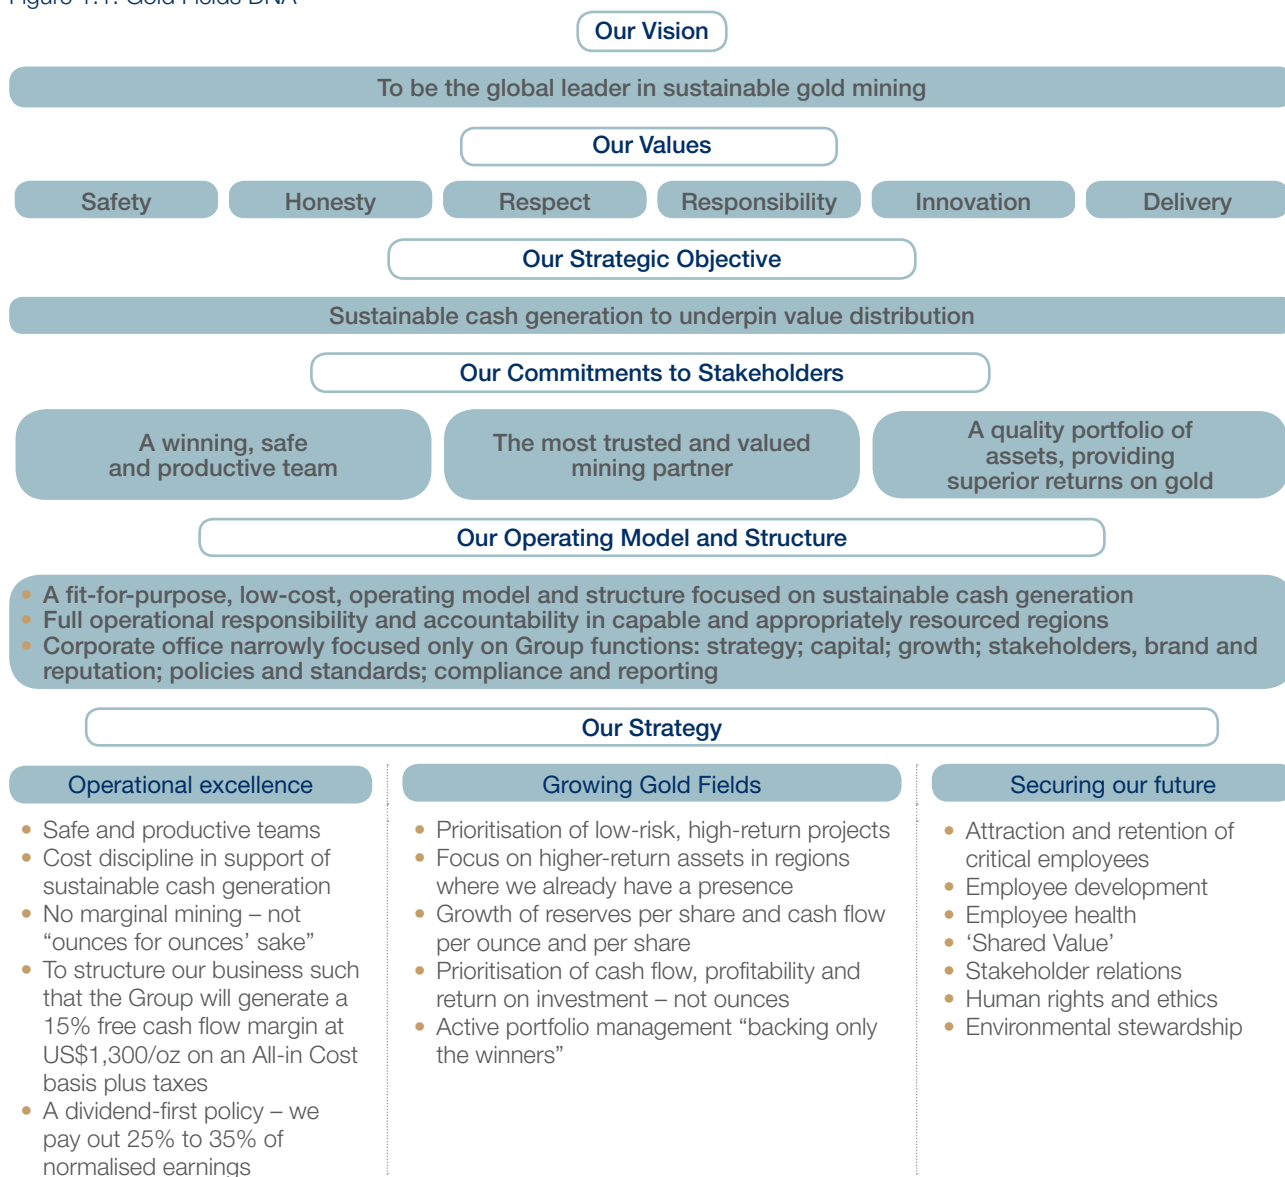 Figure 1.1: Gold Fields DNA
Our Vision
To be the global leader in sustainable gold mining
Our Values
Safety
Honesty
Respect
Responsibility
Innovation
Delivery
Our Strategic Objective
Sustainable cash generation to underpin value distribution
Our Commitments to Stakeholders
A winning, safe
and productive team
The most trusted and valued
mining partner
A quality portfolio of
assets, providing
superior returns on gold
Our Operating Model and Structure
• A fit-for-purpose, low-cost, operating model and structure focused on sustainable cash generation
• Full operational responsibility and accountability in capable and appropriately resourced regions
• Corporate office narrowly focused only on Group functions: strategy; capital; growth; stakeholders, brand and
reputation; policies and standards; compliance and reporting
Our Strategy
Operational excellence
• Safe and productive teams
• Cost discipline in support of
sustainable cash generation
• No marginal mining – not
“ounces for ounces’ sake”
• To structure our business such
that the Group will generate a
15% free cash flow margin at
US$1,300/oz on an All-in Cost
basis plus taxes
• A dividend-first policy – we
pay out 25% to 35% of
normalised earnings
Growing Gold Fields
• Prioritisation of low-risk, high-return projects
• Focus on higher-return assets in regions
where we already have a presence
• Growth of reserves per share and cash flow
per ounce and per share
• Prioritisation of cash flow, profitability and
return on investment – not ounces
• Active portfolio management “backing only
the winners”
Securing our future
• Attraction and retention of
critical employees
• Employee development
• Employee health
• ‘Shared Value’
• Stakeholder relations
• Human rights and ethics
• Environmental stewardship